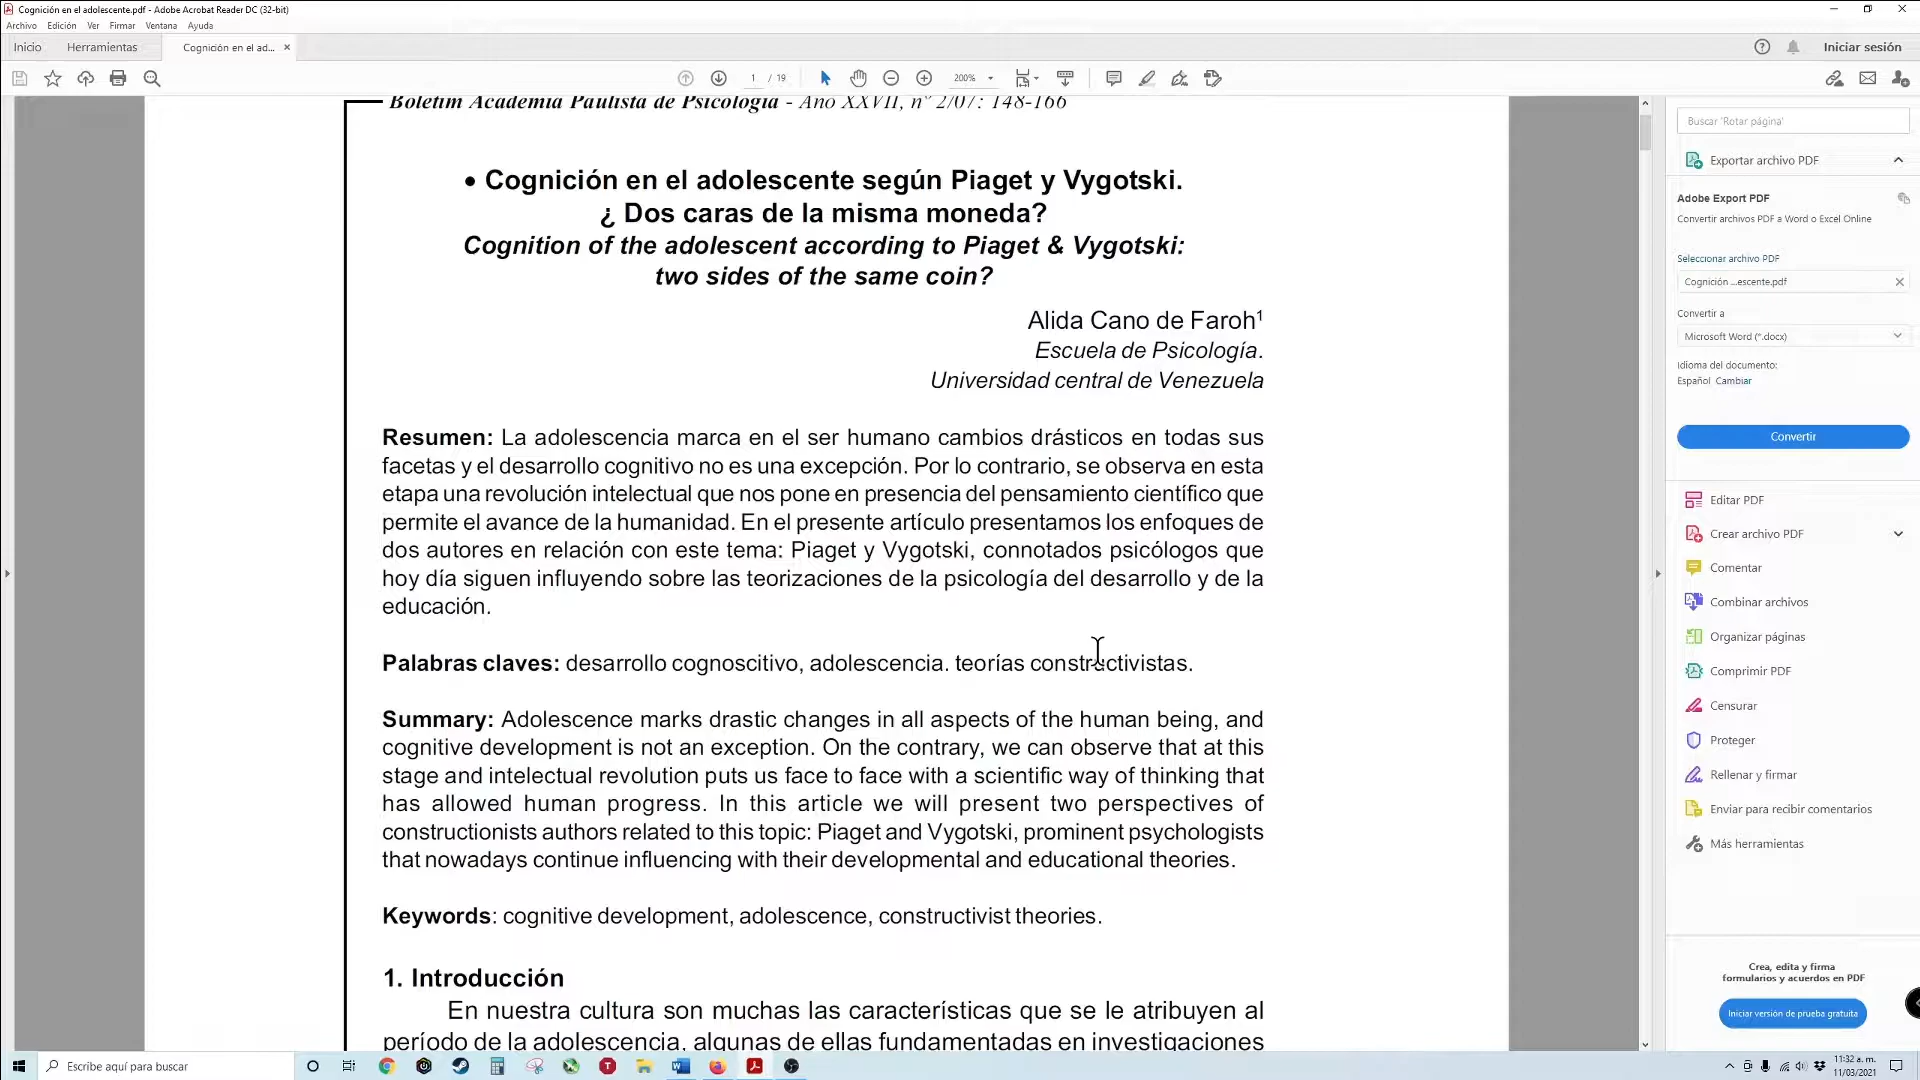 Cognición en el adolescente.pdf - Adobe Acrobat Reader DC (32-bit)
Archivo Edición Ver Firmar Ventana Ayuda
Inicio Herramientas Cognición en el ad... Iniciar sesión
1 / 19 200%
Boletim Academia Paulista de Psicologia - Ano XXVII, nº 2/07: 148-166
• Cognición en el adolescente según Piaget y Vygotski.
¿ Dos caras de la misma moneda?
Cognition of the adolescent according to Piaget & Vygotski:
two sides of the same coin?
Alida Cano de Faroh¹
Escuela de Psicología.
Universidad central de Venezuela
Resumen: La adolescencia marca en el ser humano cambios drásticos en todas sus
facetas y el desarrollo cognitivo no es una excepción. Por lo contrario, se observa en esta
etapa una revolución intelectual que nos pone en presencia del pensamiento científico que
permite el avance de la humanidad. En el presente artículo presentamos los enfoques de
dos autores en relación con este tema: Piaget y Vygotski, connotados psicólogos que
hoy día siguen influyendo sobre las teorizaciones de la psicología del desarrollo y de la
educación.
Palabras claves: desarrollo cognoscitivo, adolescencia. teorías constructivistas.
Summary: Adolescence marks drastic changes in all aspects of the human being, and
cognitive development is not an exception. On the contrary, we can observe that at this
stage and intelectual revolution puts us face to face with a scientific way of thinking that
has allowed human progress. In this article we will present two perspectives of
constructionists authors related to this topic: Piaget and Vygotski, prominent psychologists
that nowadays continue influencing with their developmental and educational theories.
Keywords: cognitive development, adolescence, constructivist theories.
1. Introducción
En nuestra cultura son muchas las características que se le atribuyen al
período de la adolescencia, algunas de ellas fundamentadas en investigaciones
Buscar 'Rotar página'
Exportar archivo PDF
Adobe Export PDF
Convertir archivos PDF a Word o Excel Online
Seleccionar archivo PDF
Cognición ...escente.pdf
Convertir a
Microsoft Word (*.docx)
Idioma del documento:
Español Cambiar
Convertir
Editar PDF
Crear archivo PDF
Comentar
Combinar archivos
Organizar páginas
Comprimir PDF
Censurar
Proteger
Rellenar y firmar
Enviar para recibir comentarios
Más herramientas
Crea, edita y firma
formularios y acuerdos en PDF
Iniciar versión de prueba gratuita
Escribe aquí para buscar
11:32 a. m.
11/03/2021